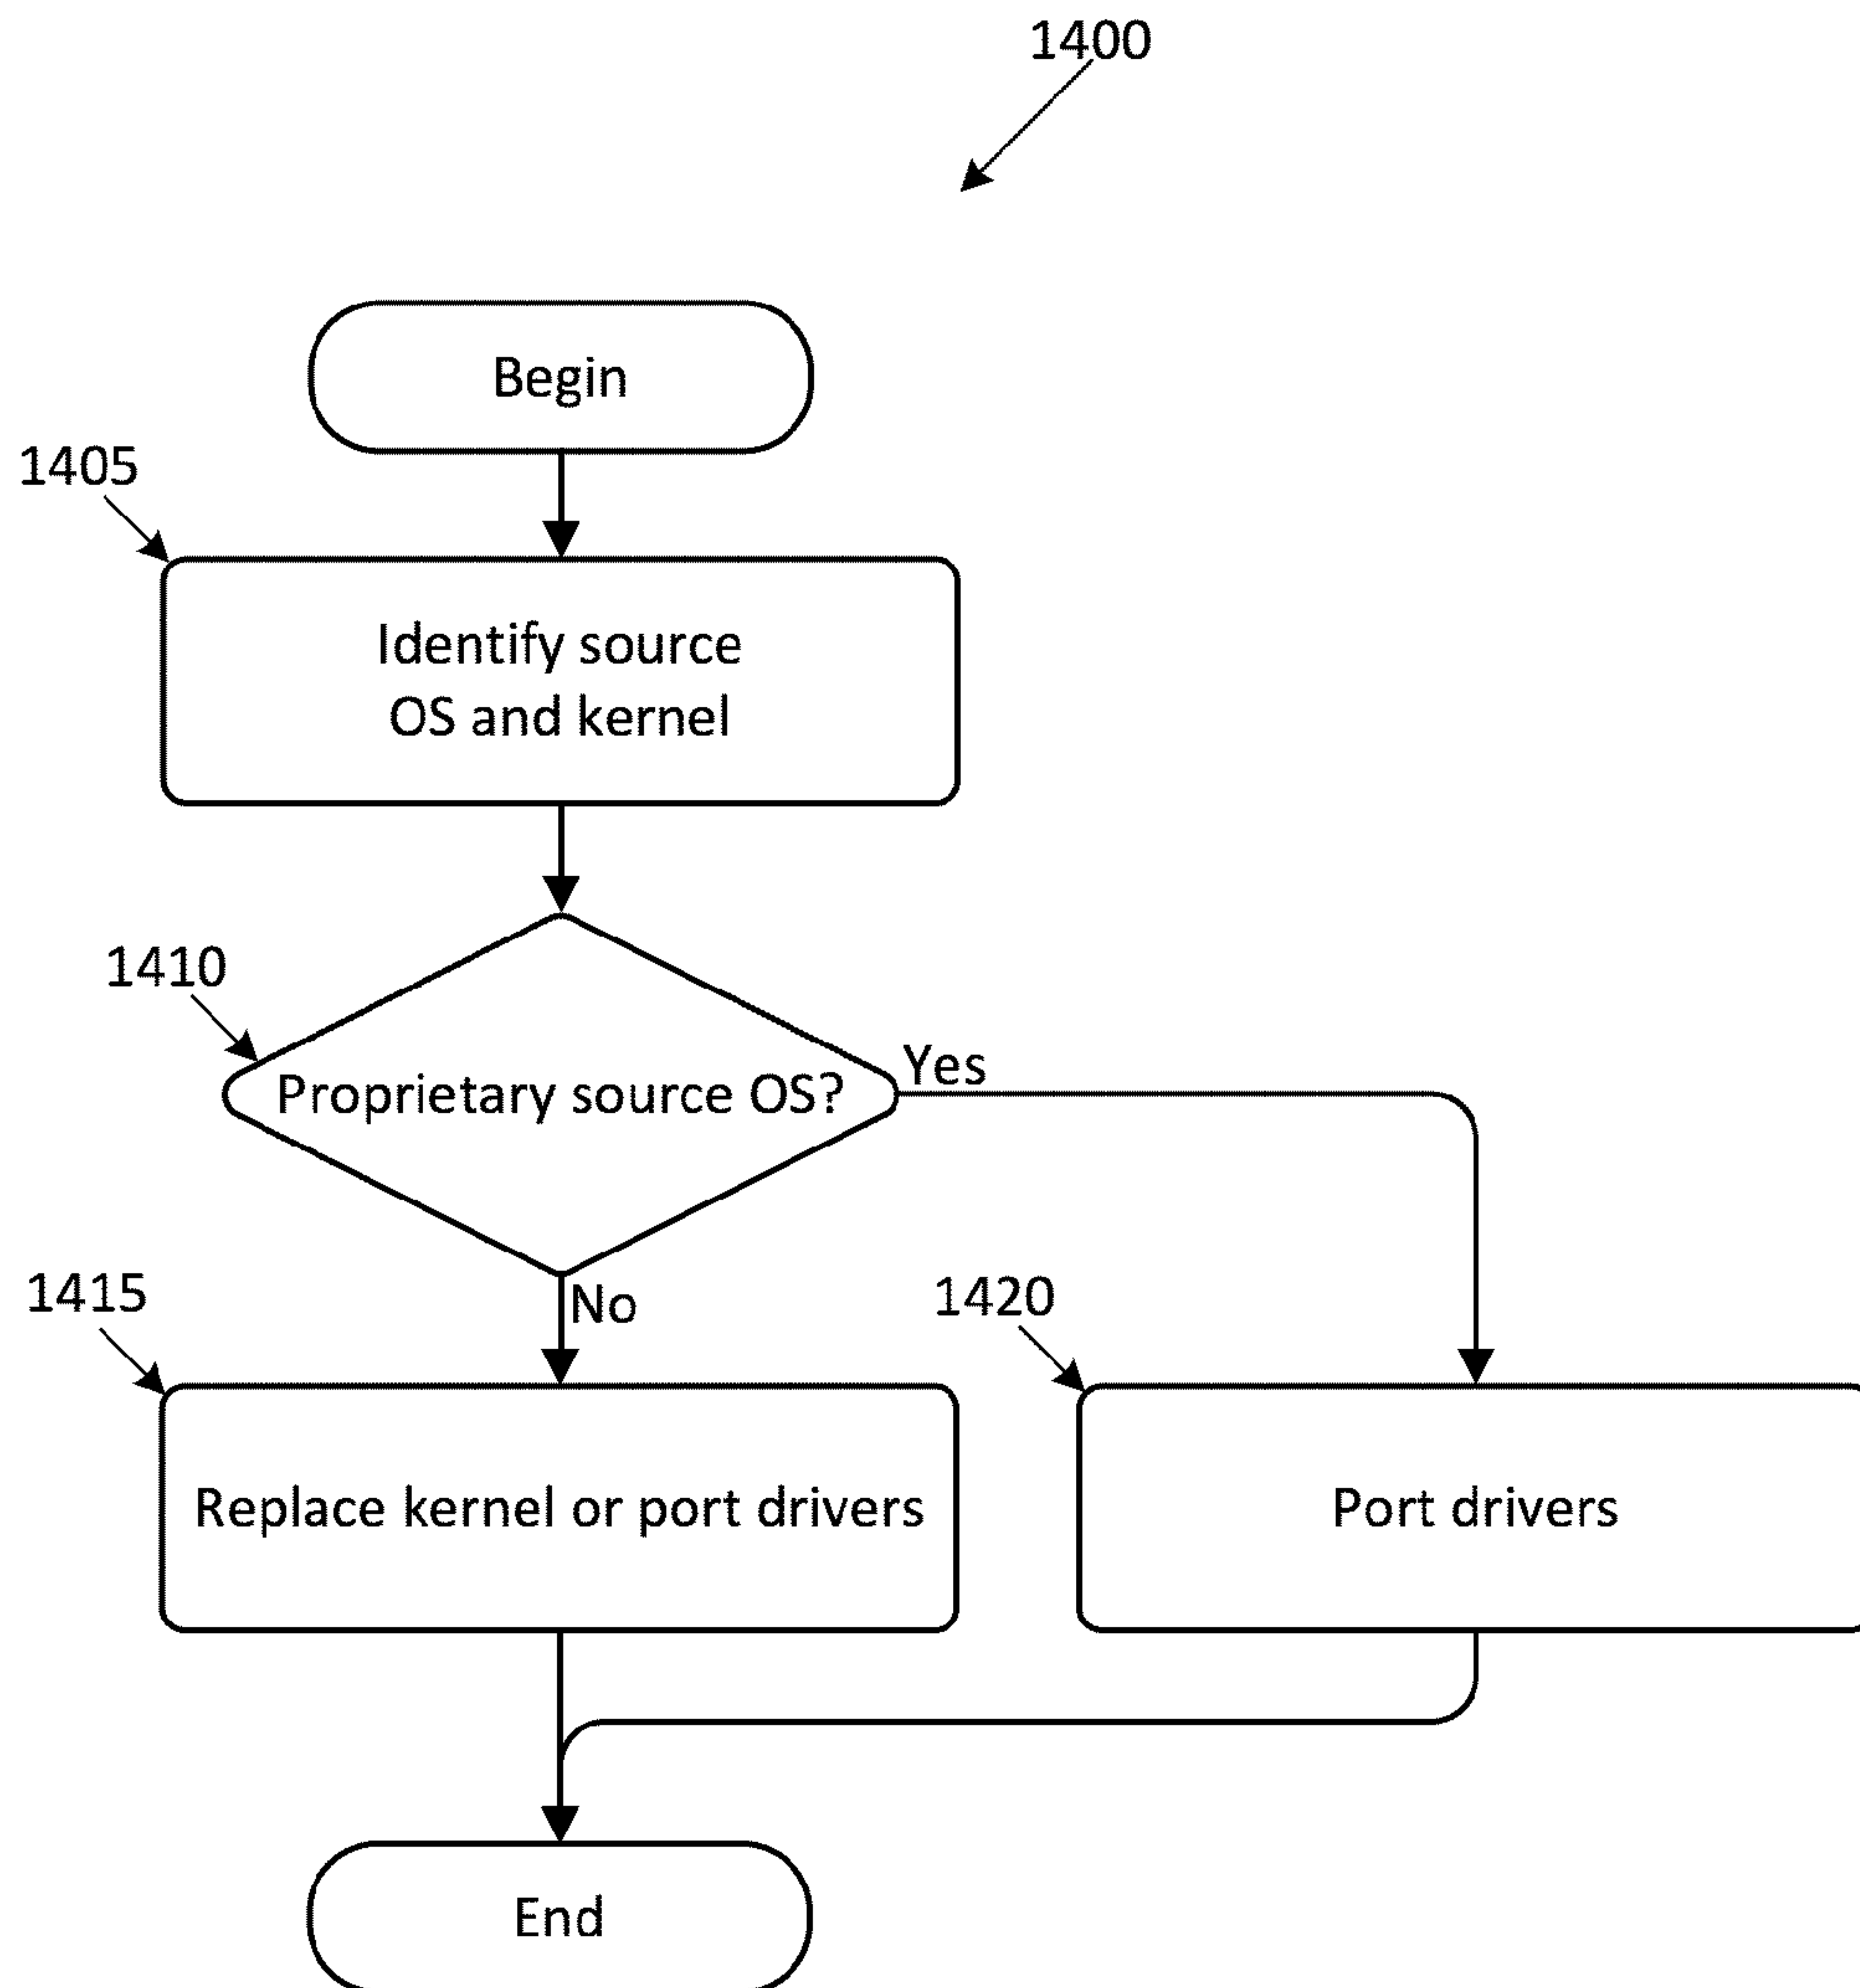 1400
Begin
1405
Identify source
OS and kernel
1410
Proprietary source OS?
Yes
No
1415
1420
Replace kernel or port drivers
Port drivers
End